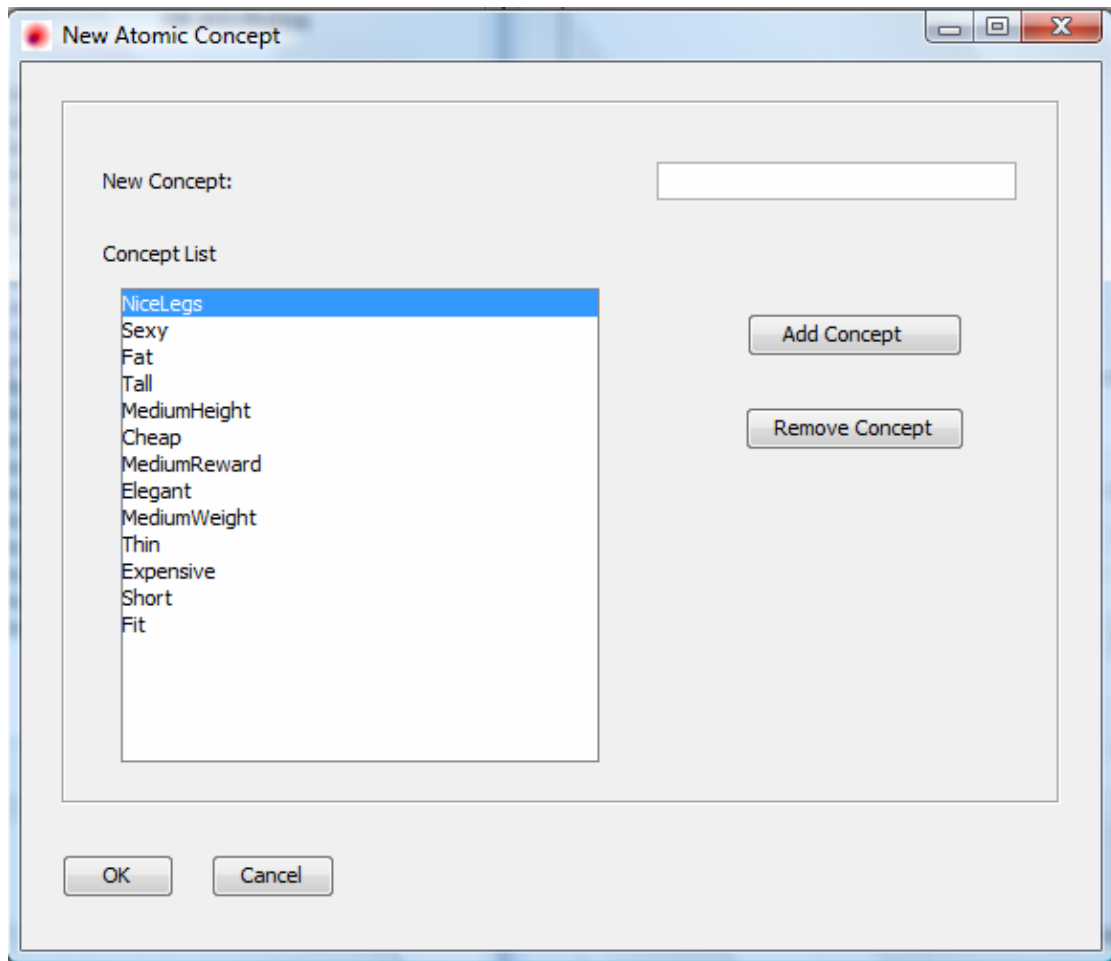 New Atomic Concept
New Concept:
Concept List
NiceLegs
Sexy
Fat
Tall
MediumHeight
Cheap
MediumReward
Elegant
MediumWeight
Thin
Expensive
Short
Fit
Add Concept
Remove Concept
OK
Cancel